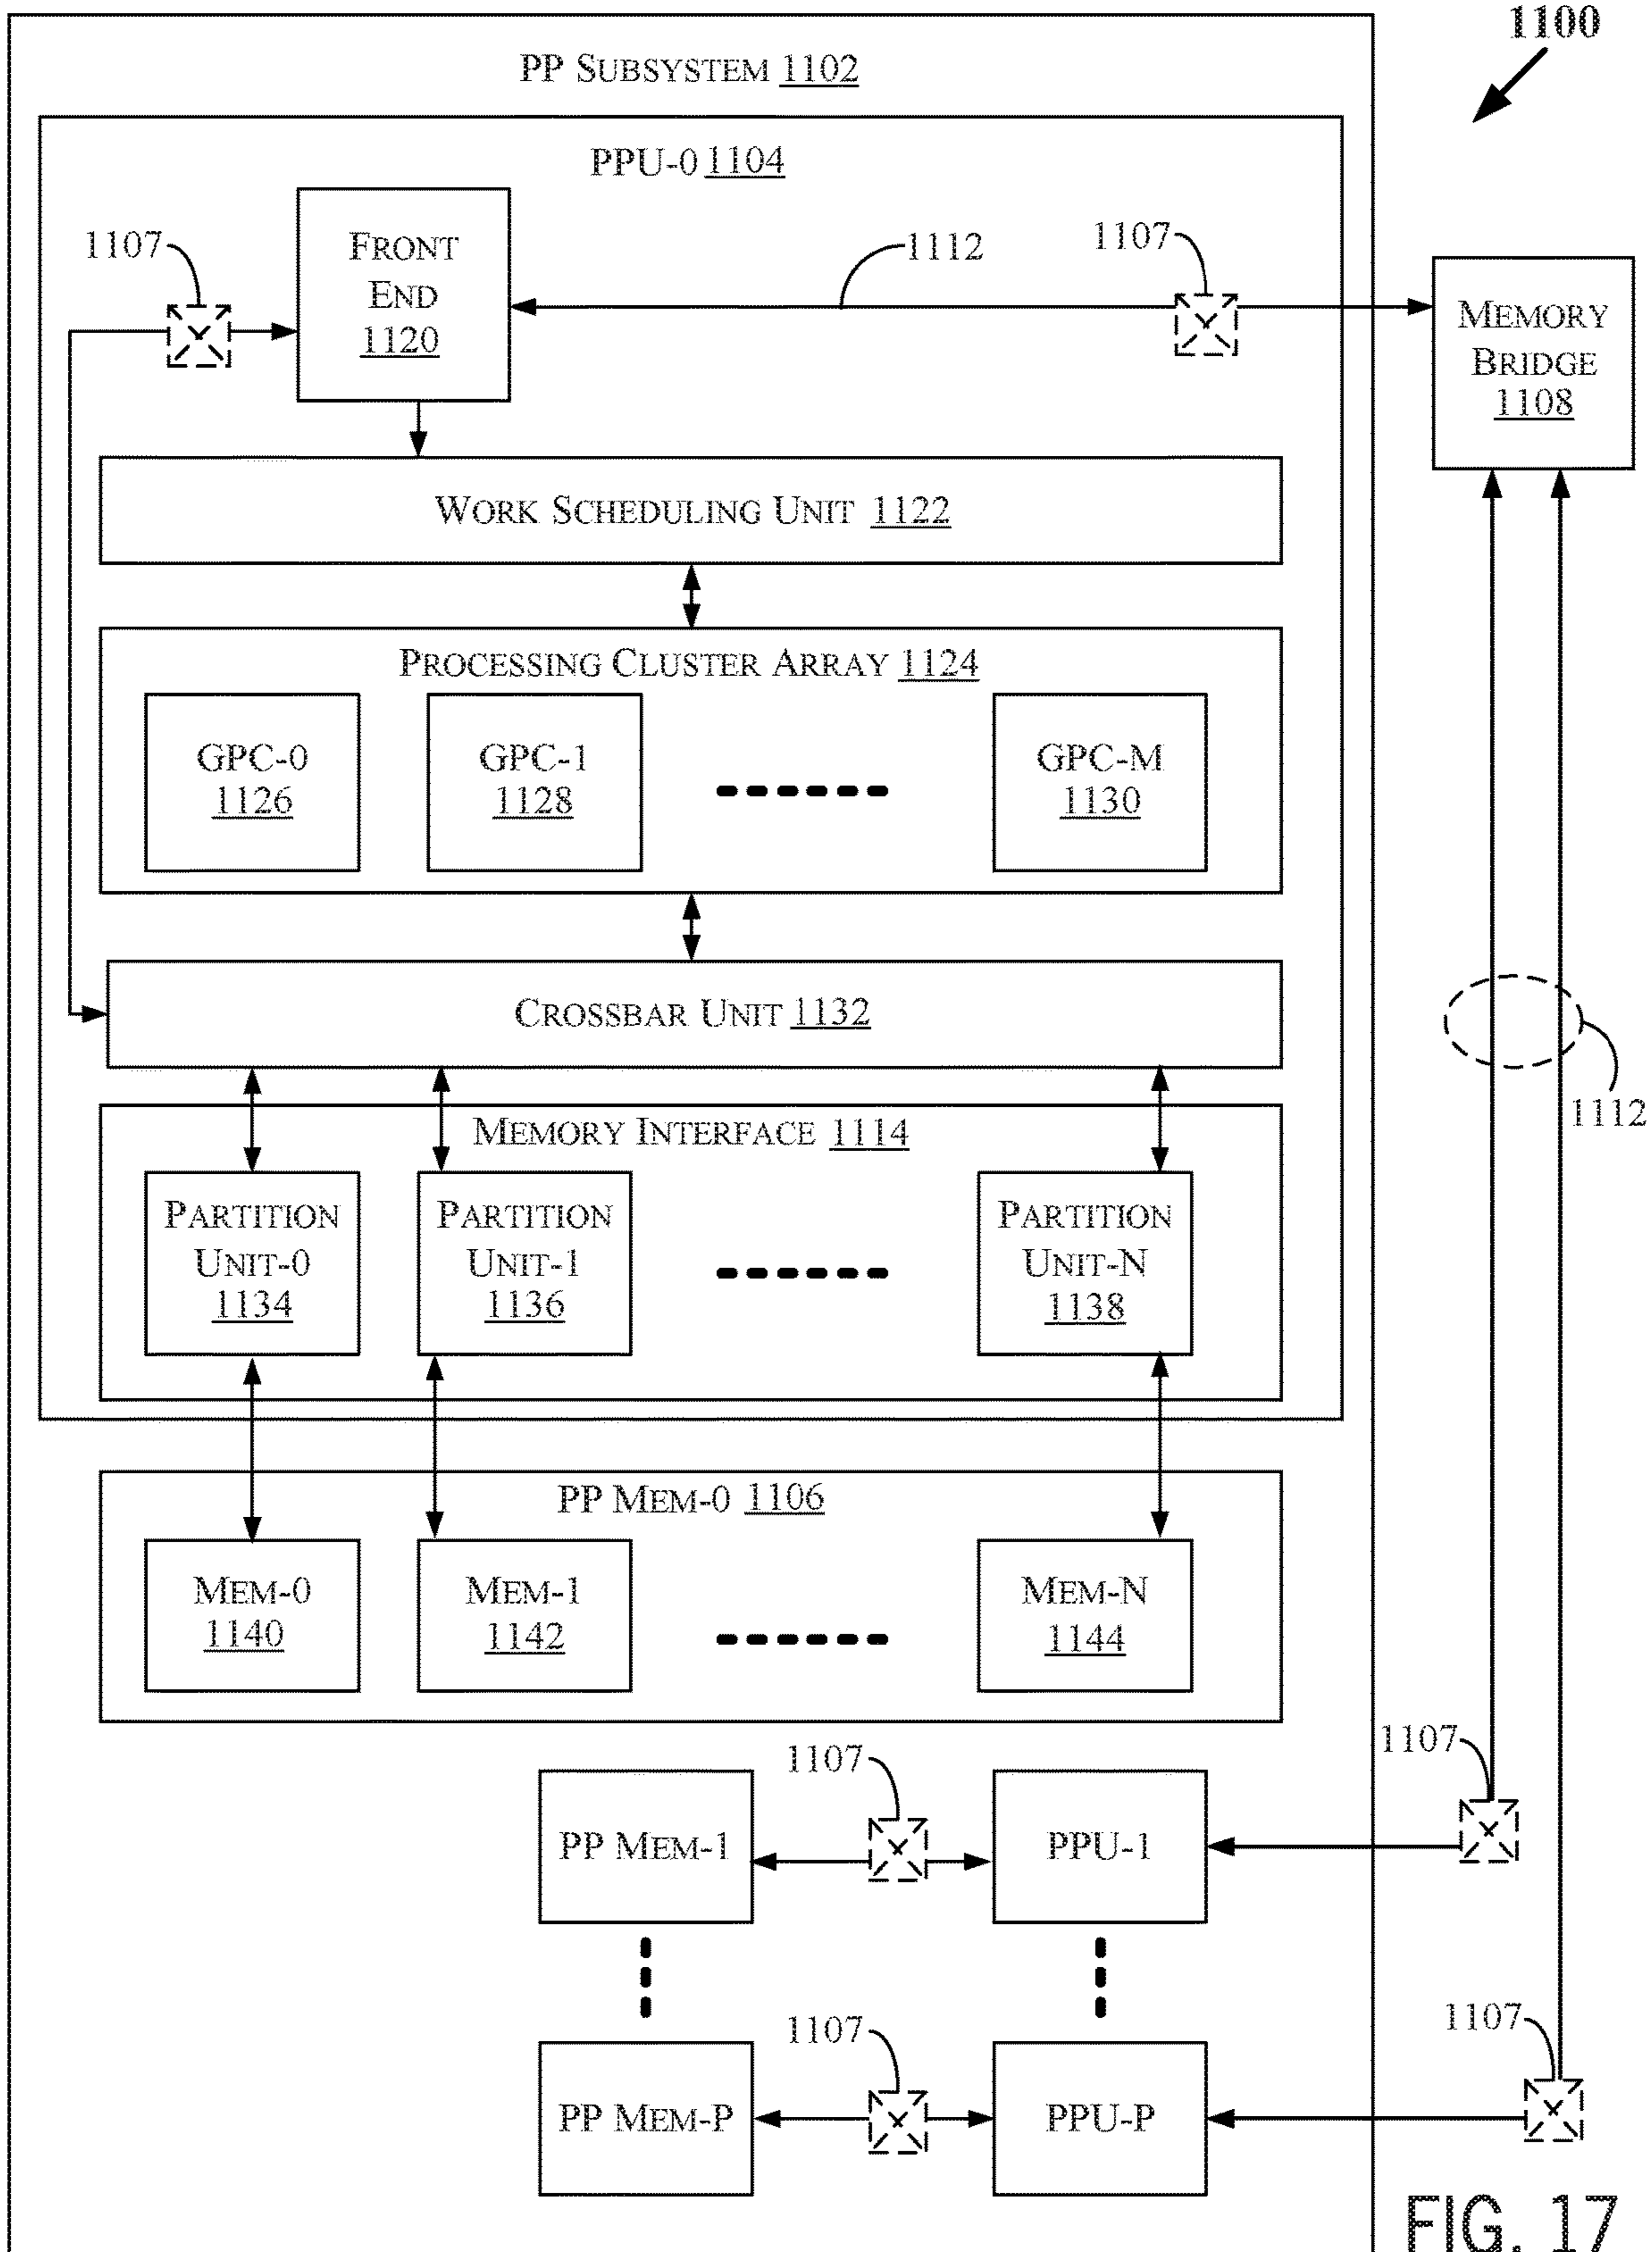 1100
PP SUBSYSTEM 1102
PPU-0 1104
1107
FRONT
END
1120
1112
1107
MEMORY
BRIDGE
1108
WORK SCHEDULING UNIT 1122
PROCESSING CLUSTER ARRAY 1124
GPC-0
1126
GPC-1
1128
GPC-M
1130
CROSSBAR UNIT 1132
1112
MEMORY INTERFACE 1114
PARTITION
UNIT-0
1134
PARTITION
UNIT-1
1136
PARTITION
UNIT-N
1138
PP MEM-0 1106
MEM-0
1140
MEM-1
1142
MEM-N
1144
1107
1107
PP MEM-1
PPU-1
1107
1107
PP MEM-P
PPU-P
FIG. 17